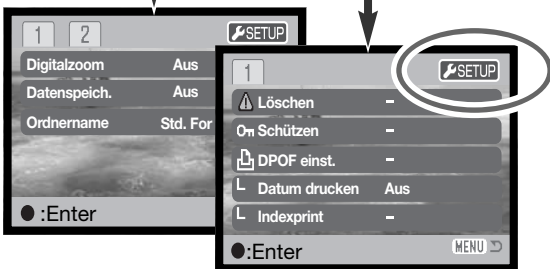 1 2 SETUP
Digitalzoom Aus
Datenspeich. Aus
Ordnername Std. For
:Enter
1 SETUP
Löschen –
Schützen –
DPOF einst. –
Datum drucken Aus
Indexprint –
:Enter MENU